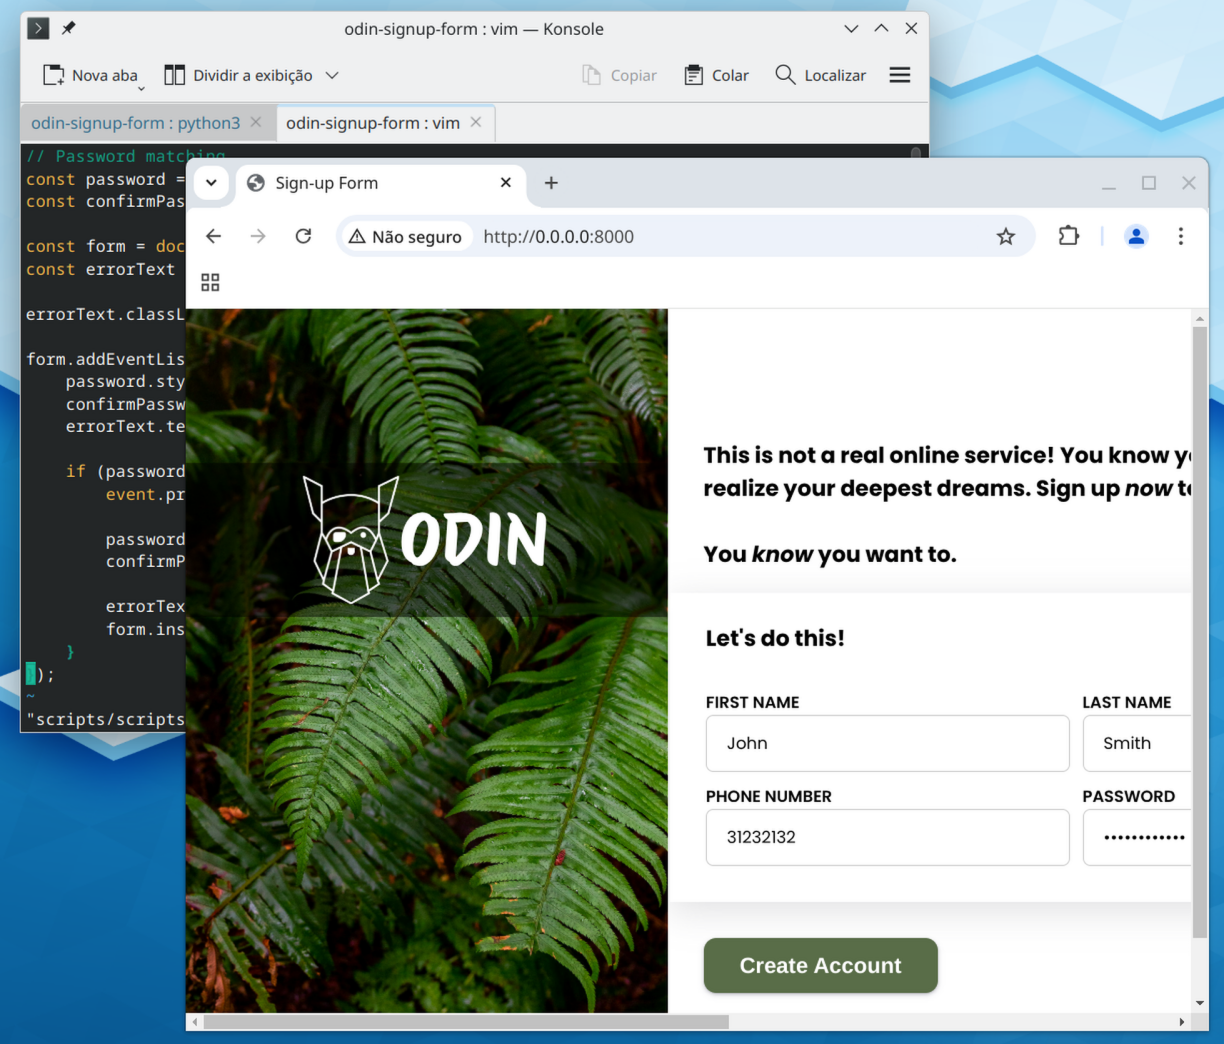 odin-signup-form : vim — Konsole
Nova aba
Dividir a exibição
Copiar
Colar
Localizar
odin-signup-form : python3
odin-signup-form : vim
// Password matching
const password =
const confirmPas
const form = doc
const errorText
errorText.classL
form.addEventLis
password.sty
confirmPassw
errorText.te
if (password
event.pr
password
confirmP
errorTex
form.ins
}
});
~
"scripts/scripts
Sign-up Form
Não seguro
http://0.0.0.0:8000
ODIN
This is not a real online service! You know y
realize your deepest dreams. Sign up now t
You know you want to.
Let's do this!
FIRST NAME
LAST NAME
John
Smith
PHONE NUMBER
PASSWORD
31232132
••••••••••••
Create Account